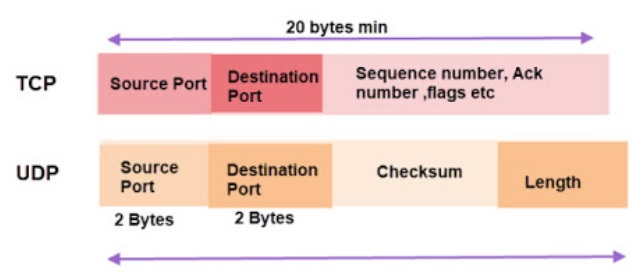 20 bytes min
TCP
Source Port
Destination
Port
Sequence number, Ack
number ,flags etc
UDP
Source
Port
Destination
Port
Checksum
Length
2 Bytes
2 Bytes